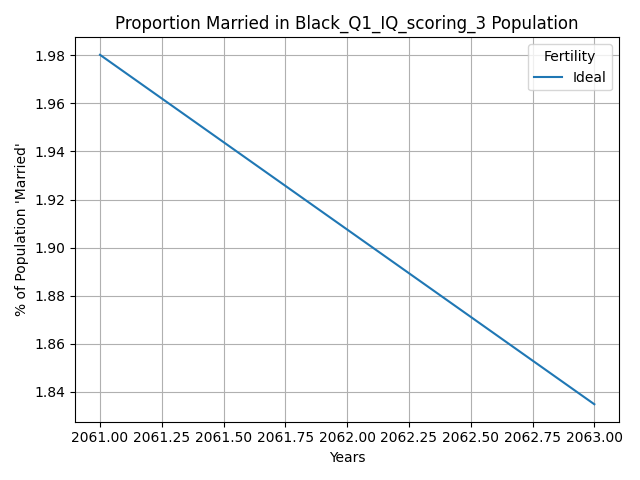 Proportion Married in Black_Q1_IQ_scoring_3 Population
% of Population 'Married'
1.98
1.96
1.94
1.92
1.90
1.88
1.86
1.84
Fertility
Ideal
2061.00 2061.25 2061.50 2061.75 2062.00 2062.25 2062.50 2062.75 2063.00
Years